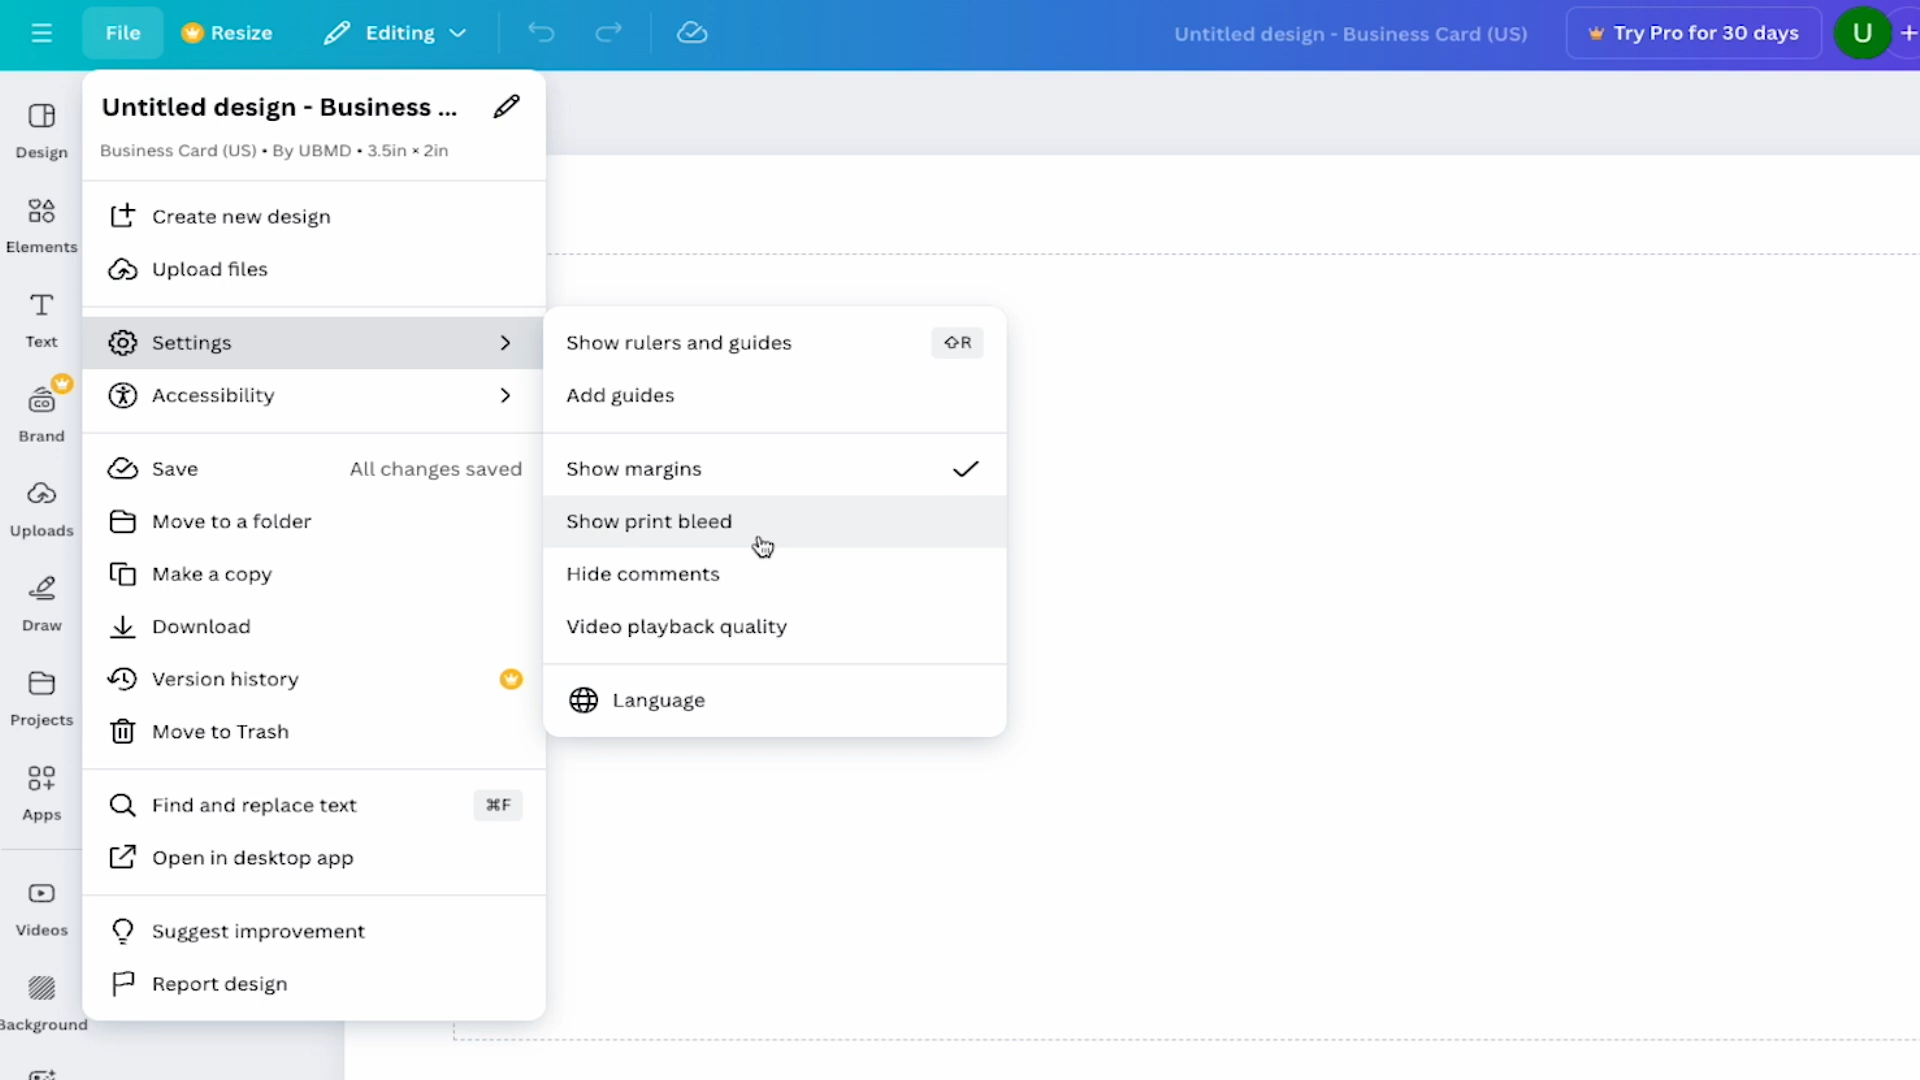 File
Resize
Editing
Untitled design - Business Card (US)
Try Pro for 30 days
U
Design
Elements
Text
CO
Brand
Uploads
Draw
Projects
Apps
Videos
Background
Untitled design - Business ...
Business Card (US) • By UBMD • 3.5in × 2in
Create new design
Upload files
Settings
Accessibility
Save All changes saved
Move to a folder
Make a copy
Download
Version history
Move to Trash
Find and replace text ⌘F
Open in desktop app
Suggest improvement
Report design
Show rulers and guides ⇧R
Add guides
Show margins
Show print bleed
Hide comments
Video playback quality
Language